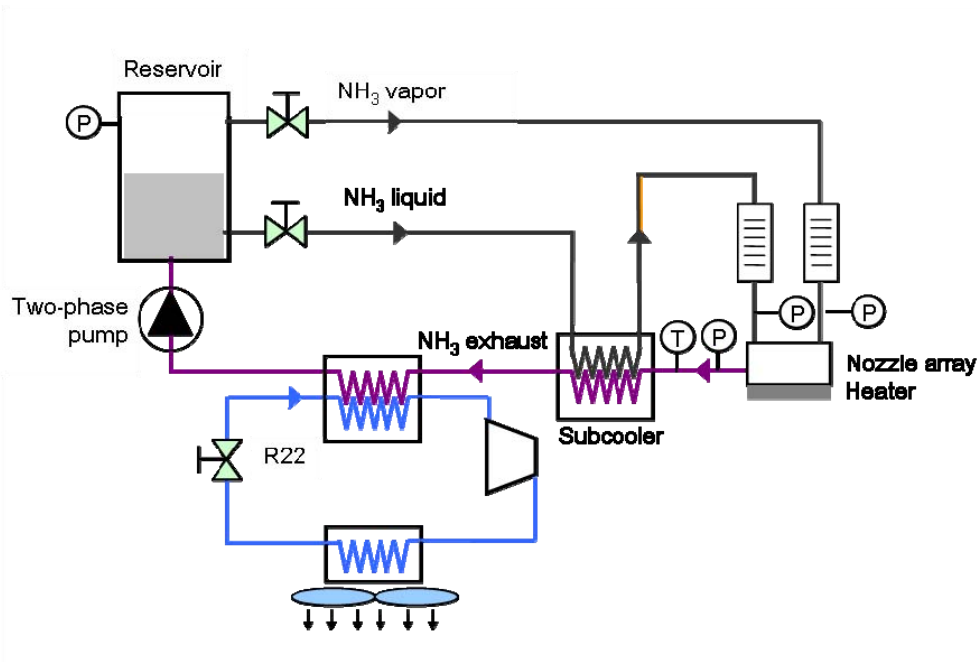 Reservoir
P
NH₃ vapor
NH₃ liquid
Two-phase
pump
NH₃ exhaust
T
P
P
P
Nozzle array
Heater
Subcooler
R22